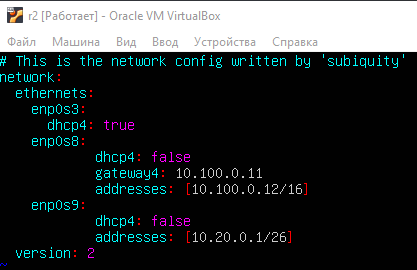 r2 [Работает] - Oracle VM VirtualBox
Файл Машина Вид Ввод Устройства Справка
# This is the network config written by 'subiquity'
network:
  ethernets:
    enp0s3:
      dhcp4: true
    enp0s8:
            dhcp4: false
            gateway4: 10.100.0.11
            addresses: [10.100.0.12/16]
    enp0s9:
            dhcp4: false
            addresses: [10.20.0.1/26]
  version: 2
~